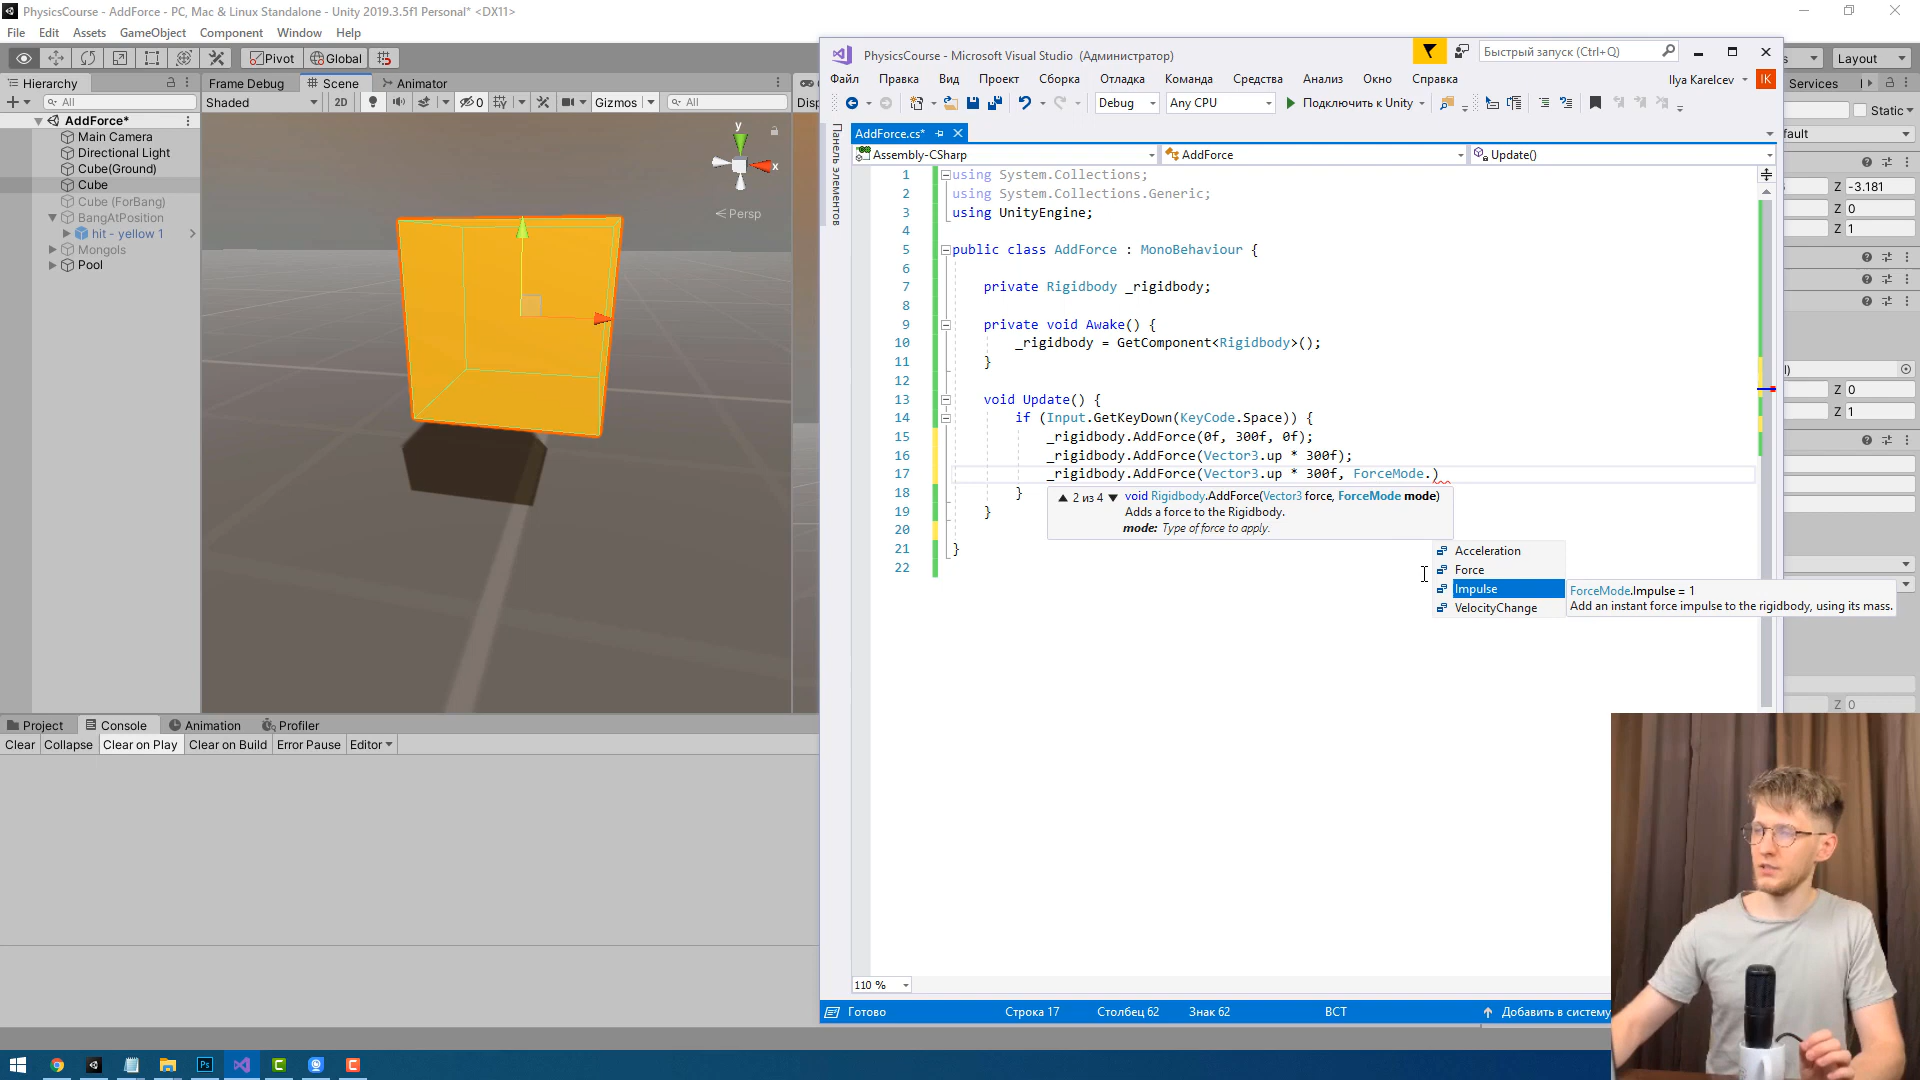 PhysicsCourse - AddForce - PC, Mac & Linux Standalone - Unity 2019.3.5f1 Personal* <DX11>
File Edit Assets GameObject Component Window Help
Pivot Global
Layout
Hierarchy
All
AddForce*
Main Camera
Directional Light
Cube(Ground)
Cube
Cube (ForBang)
BangAtPosition
hit - yellow 1
Mongols
Pool
Frame Debug Scene Animator
Shaded 2D 0 Gizmos All
y
x
Persp
Project Console Animation Profiler
Clear Collapse Clear on Play Clear on Build Error Pause Editor
PhysicsCourse - Microsoft Visual Studio (Администратор)
Быстрый запуск (Ctrl+Q)
Файл Правка Вид Проект Сборка Отладка Команда Средства Анализ Окно Справка
Ilya Karelcev IK
Debug Any CPU Подключить к Unity
Панель элементов
AddForce.cs*
Assembly-CSharp AddForce Update()
1 using System.Collections;
2 using System.Collections.Generic;
3 using UnityEngine;
4
5 public class AddForce : MonoBehaviour {
6
7 private Rigidbody _rigidbody;
8
9 private void Awake() {
10 _rigidbody = GetComponent<Rigidbody>();
11 }
12
13 void Update() {
14 if (Input.GetKeyDown(KeyCode.Space)) {
15 _rigidbody.AddForce(0f, 300f, 0f);
16 _rigidbody.AddForce(Vector3.up * 300f);
17 _rigidbody.AddForce(Vector3.up * 300f, ForceMode.)
18 }
19 }
20
21 }
22
2 из 4 void Rigidbody.AddForce(Vector3 force, ForceMode mode)
Adds a force to the Rigidbody.
mode: Type of force to apply.
Acceleration
Force
Impulse
VelocityChange
ForceMode.Impulse = 1
Add an instant force impulse to the rigidbody, using its mass.
110 %
Готово Строка 17 Столбец 62 Знак 62 ВСТ Добавить в систему
Services
Static
Z -3.181
Z 0
Z 1
Z 0
Z 1
Z 0